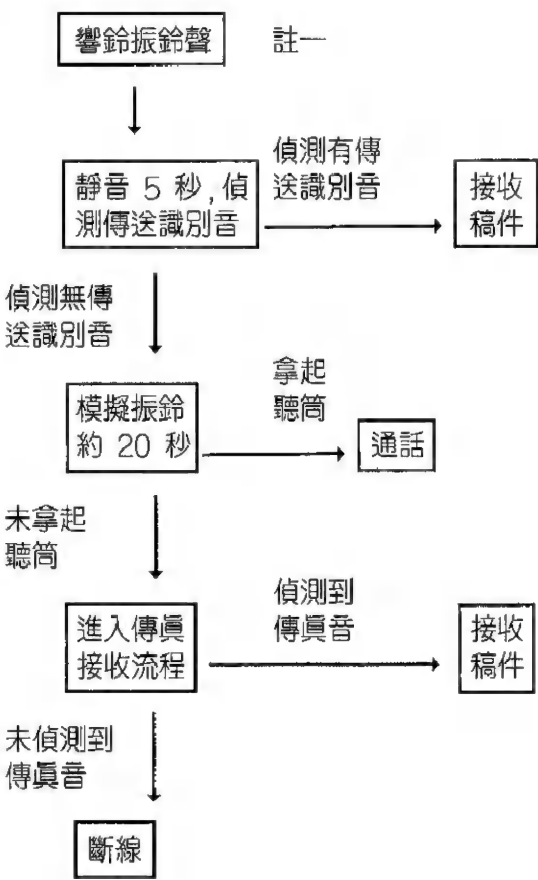 響鈴振鈴聲 註一
偵測有傳
送識別音
靜音 5 秒，偵
測傳送識別音
接收
稿件
偵測無傳
送識別音
拿起
聽筒
模擬振鈴
約 20 秒
通話
未拿起
聽筒
偵測到
傳眞音
進入傳眞
接收流程
接收
稿件
未偵測到
傳眞音
斷線